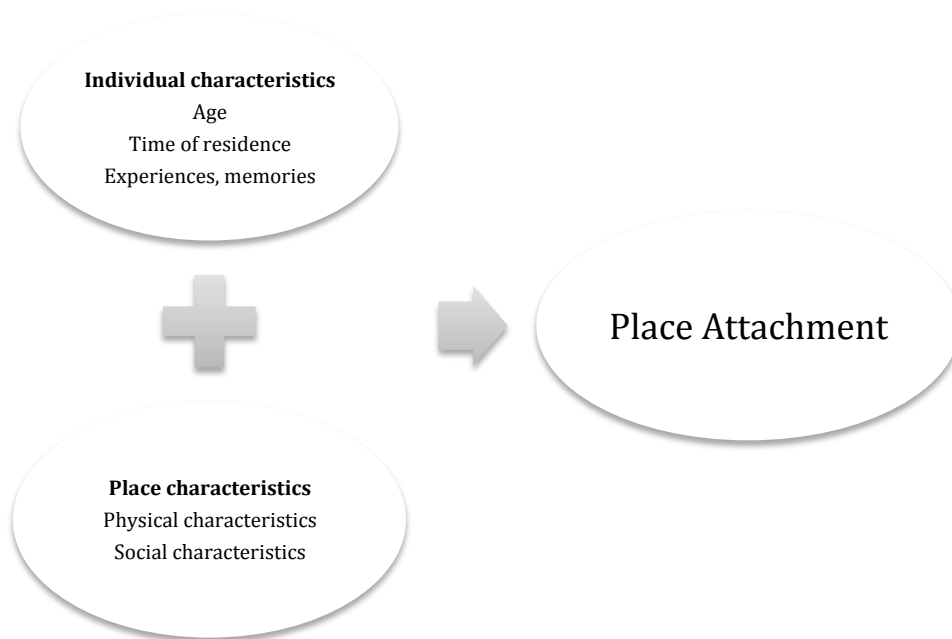 Individual characteristics
Age
Time of residence
Experiences, memories
Place Attachment
Place characteristics
Physical characteristics
Social characteristics